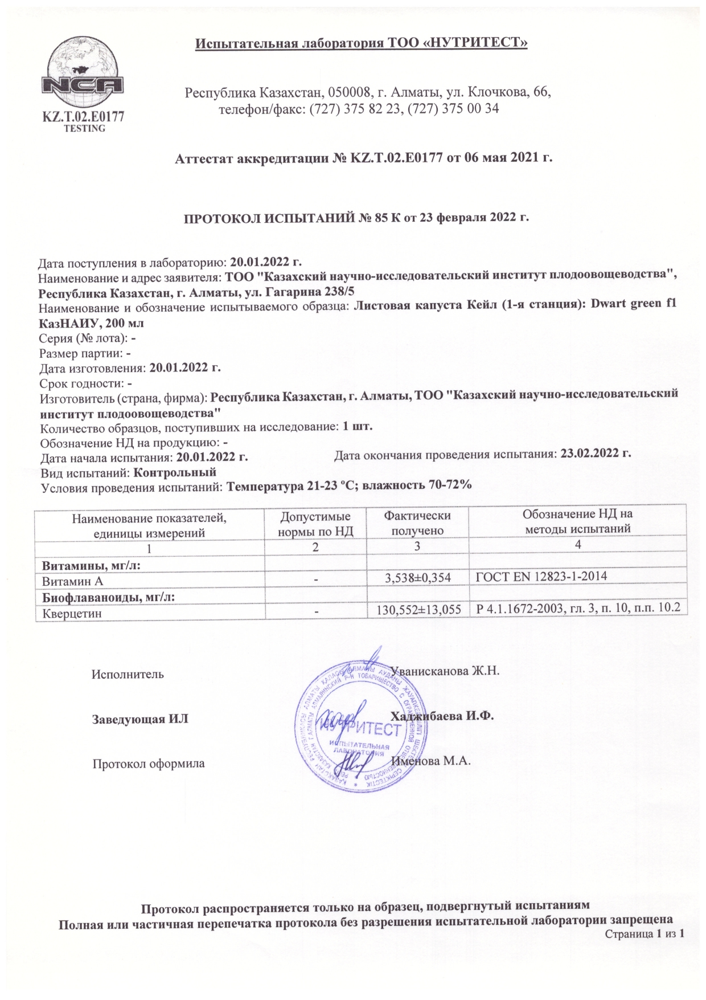 Испытательная лаборатория ТОО «НУТРИТЕСТ»
NCA
KZ.T.02.E0177
TESTING
Республика Казахстан, 050008, г. Алматы, ул. Клочкова, 66,
телефон/факс: (727) 375 82 23, (727) 375 00 34
Аттестат аккредитации № KZ.T.02.E0177 от 06 мая 2021 г.
ПРОТОКОЛ ИСПЫТАНИЙ № 85 К от 23 февраля 2022 г.
Дата поступления в лабораторию: 20.01.2022 г.
Наименование и адрес заявителя: ТОО "Казахский научно-исследовательский институт плодоовощеводства",
Республика Казахстан, г. Алматы, ул. Гагарина 238/5
Наименование и обозначение испытываемого образца: Листовая капуста Кейл (1-я станция): Dwart green f1
КазНАИУ, 200 мл
Серия (№ лота): -
Размер партии: -
Дата изготовления: 20.01.2022 г.
Срок годности: -
Изготовитель (страна, фирма): Республика Казахстан, г. Алматы, ТОО "Казахский научно-исследовательский
институт плодоовощеводства"
Количество образцов, поступивших на исследование: 1 шт.
Обозначение НД на продукцию: -
Дата начала испытания: 20.01.2022 г. Дата окончания проведения испытания: 23.02.2022 г.
Вид испытаний: Контрольный
Условия проведения испытаний: Температура 21-23 ºС; влажность 70-72%
Наименование показателей, Допустимые Фактически Обозначение НД на
единицы измерений нормы по НД получено методы испытаний
1 2 3 4
Витамины, мг/л:
Витамин А - 3,538±0,354 ГОСТ EN 12823-1-2014
Биофлаваноиды, мг/л:
Кверцетин - 130,552±13,055 Р 4.1.1672-2003, гл. 3, п. 10, п.п. 10.2
Исполнитель Уванисканова Ж.Н.
Заведующая ИЛ Хаджибаева И.Ф.
НУТРИТЕСТ
ИСПЫТАТЕЛЬНАЯ
ЛАБОРАТОРИЯ
Протокол оформила Именова М.А.
Протокол распространяется только на образец, подвергнутый испытаниям
Полная или частичная перепечатка протокола без разрешения испытательной лаборатории запрещена
Страница 1 из 1